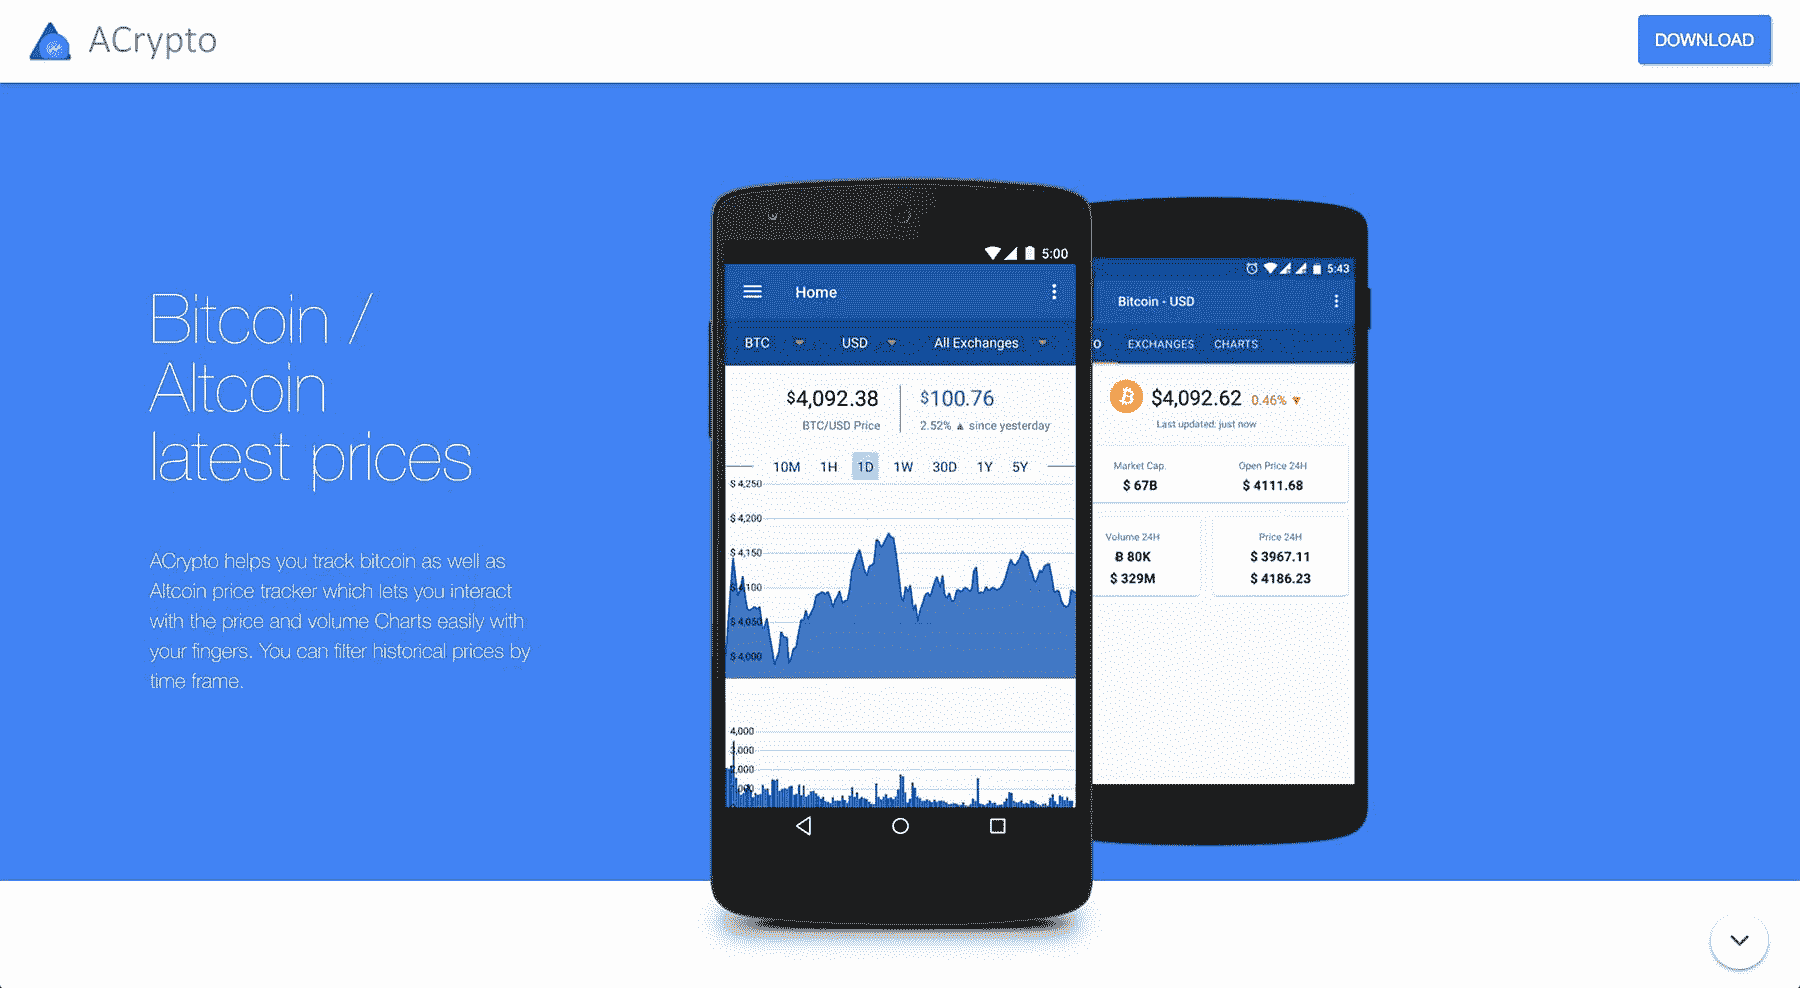 ACrypto
DOWNLOAD
Bitcoin /
Altcoin
latest prices
ACrypto helps you track bitcoin as well as
Altcoin price tracker which lets you interact
with the price and volume Charts easily with
your fingers. You can filter historical prices by
time frame.
5:00
Home
BTC USD All Exchanges
$4,092.38 $100.76
BTC/USD Price 2.52% ▲ since yesterday
10M 1H 1D 1W 30D 1Y 5Y
$ 4,250
$ 4,200
$ 4,150
$ 4,100
$ 4,050
$ 4,000
4,000
3,000
2,000
5:43
Bitcoin - USD
O EXCHANGES CHARTS
$4,092.62 0.46% ▼
Last updated: just now
Market Cap. Open Price 24H
$ 67B $ 4111.68
Volume 24H Price 24H
Ƀ 80K $ 3967.11
$ 329M $ 4186.23